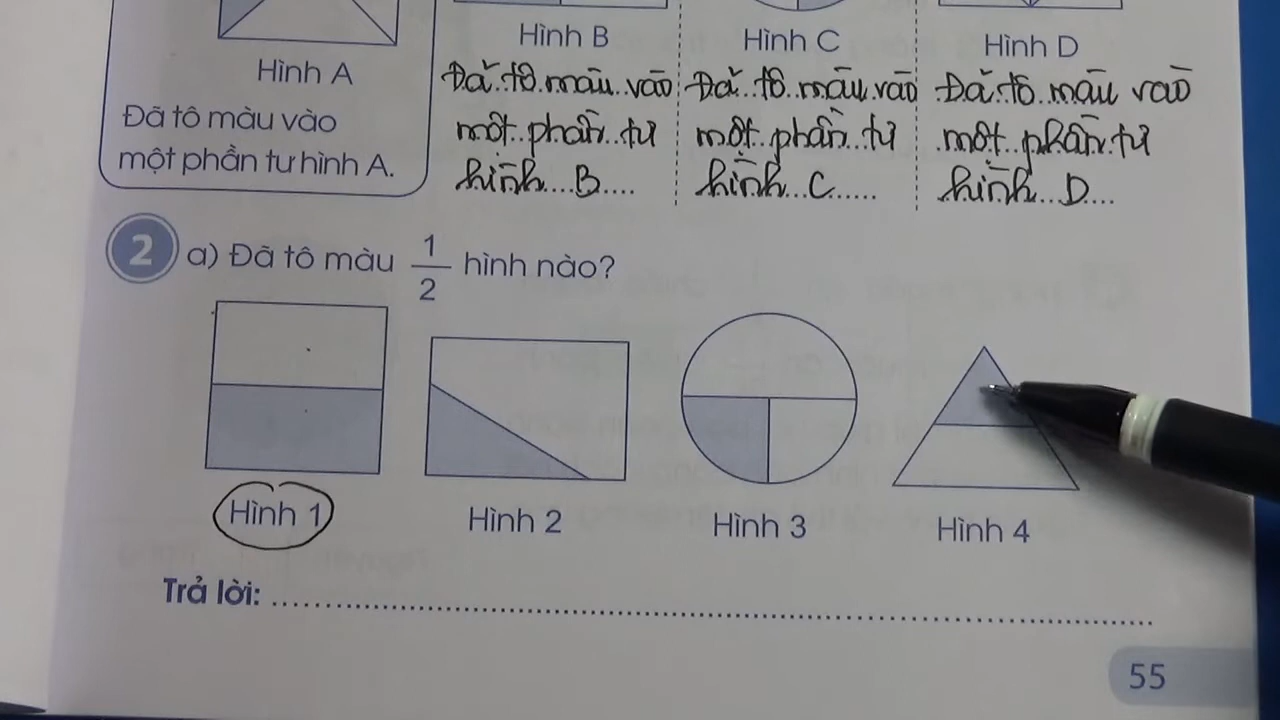 Hình A
Đã tô màu vào
một phần tư hình A.
Hình B
Đã tô màu vào
một phần tư
hình B
Hình C
Đã tô màu vào
một phần tư
hình C
Hình D
Đã tô màu vào
một phần tư
hình D
2 a) Đã tô màu 1/2 hình nào?
Hình 1 Hình 2 Hình 3 Hình 4
Trả lời:
55